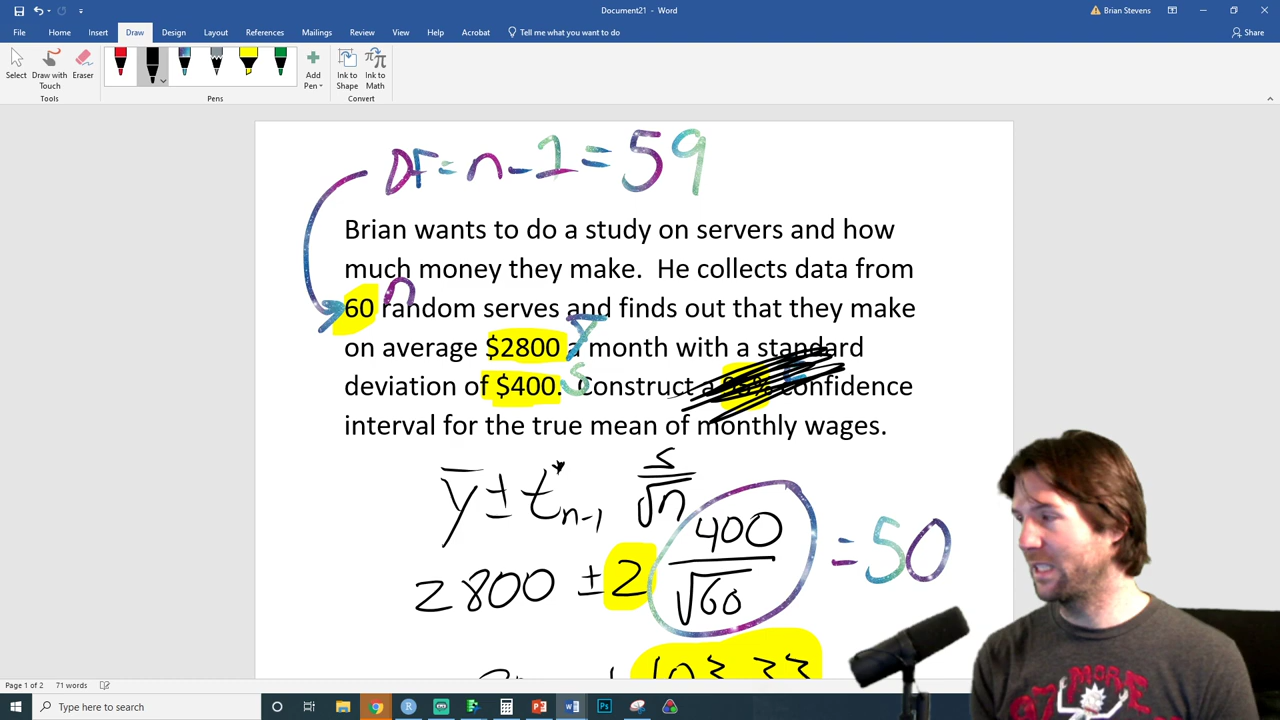 Document21 - Word
Brian Stevens
File Home Insert Draw Design Layout References Mailings Review View Help Acrobat Tell me what you want to do Share
Select Draw with Touch Eraser Add Pen Ink to Shape Ink to Math
Tools Pens Convert
DF = n - 1 = 59
Brian wants to do a study on servers and how
much money they make. He collects data from
n
60 random serves and finds out that they make
on average $2800 a month with a standard
deviation of $400. s Construct a confidence
interval for the true mean of monthly wages.
y̅ ± t*n-1 s/√n
2800 ± 2 400/√60 = 50
103.33
MORE
Page 1 of 2 71 words
Type here to search